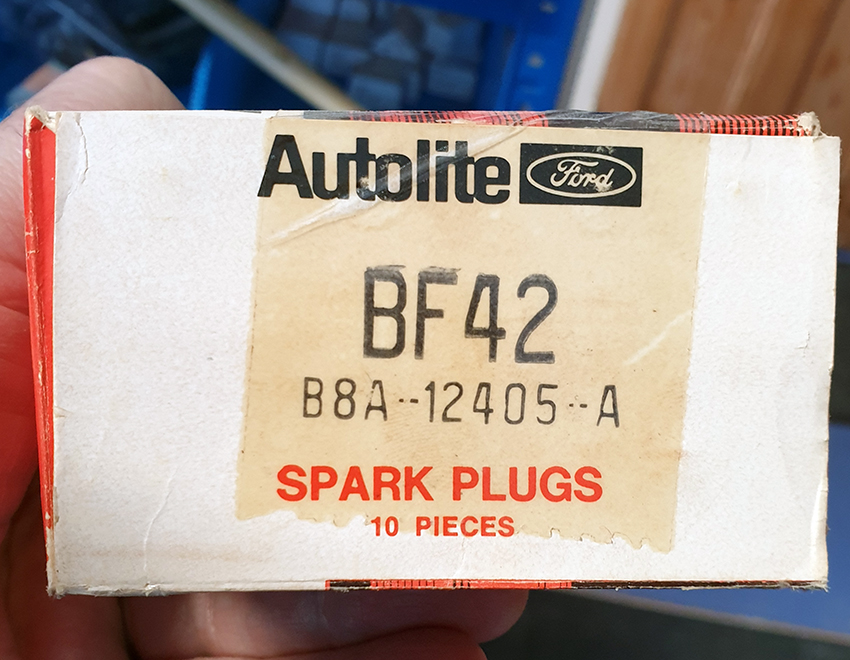 Autolite Ford
BF42
B8A--12405--A
SPARK PLUGS
10 PIECES